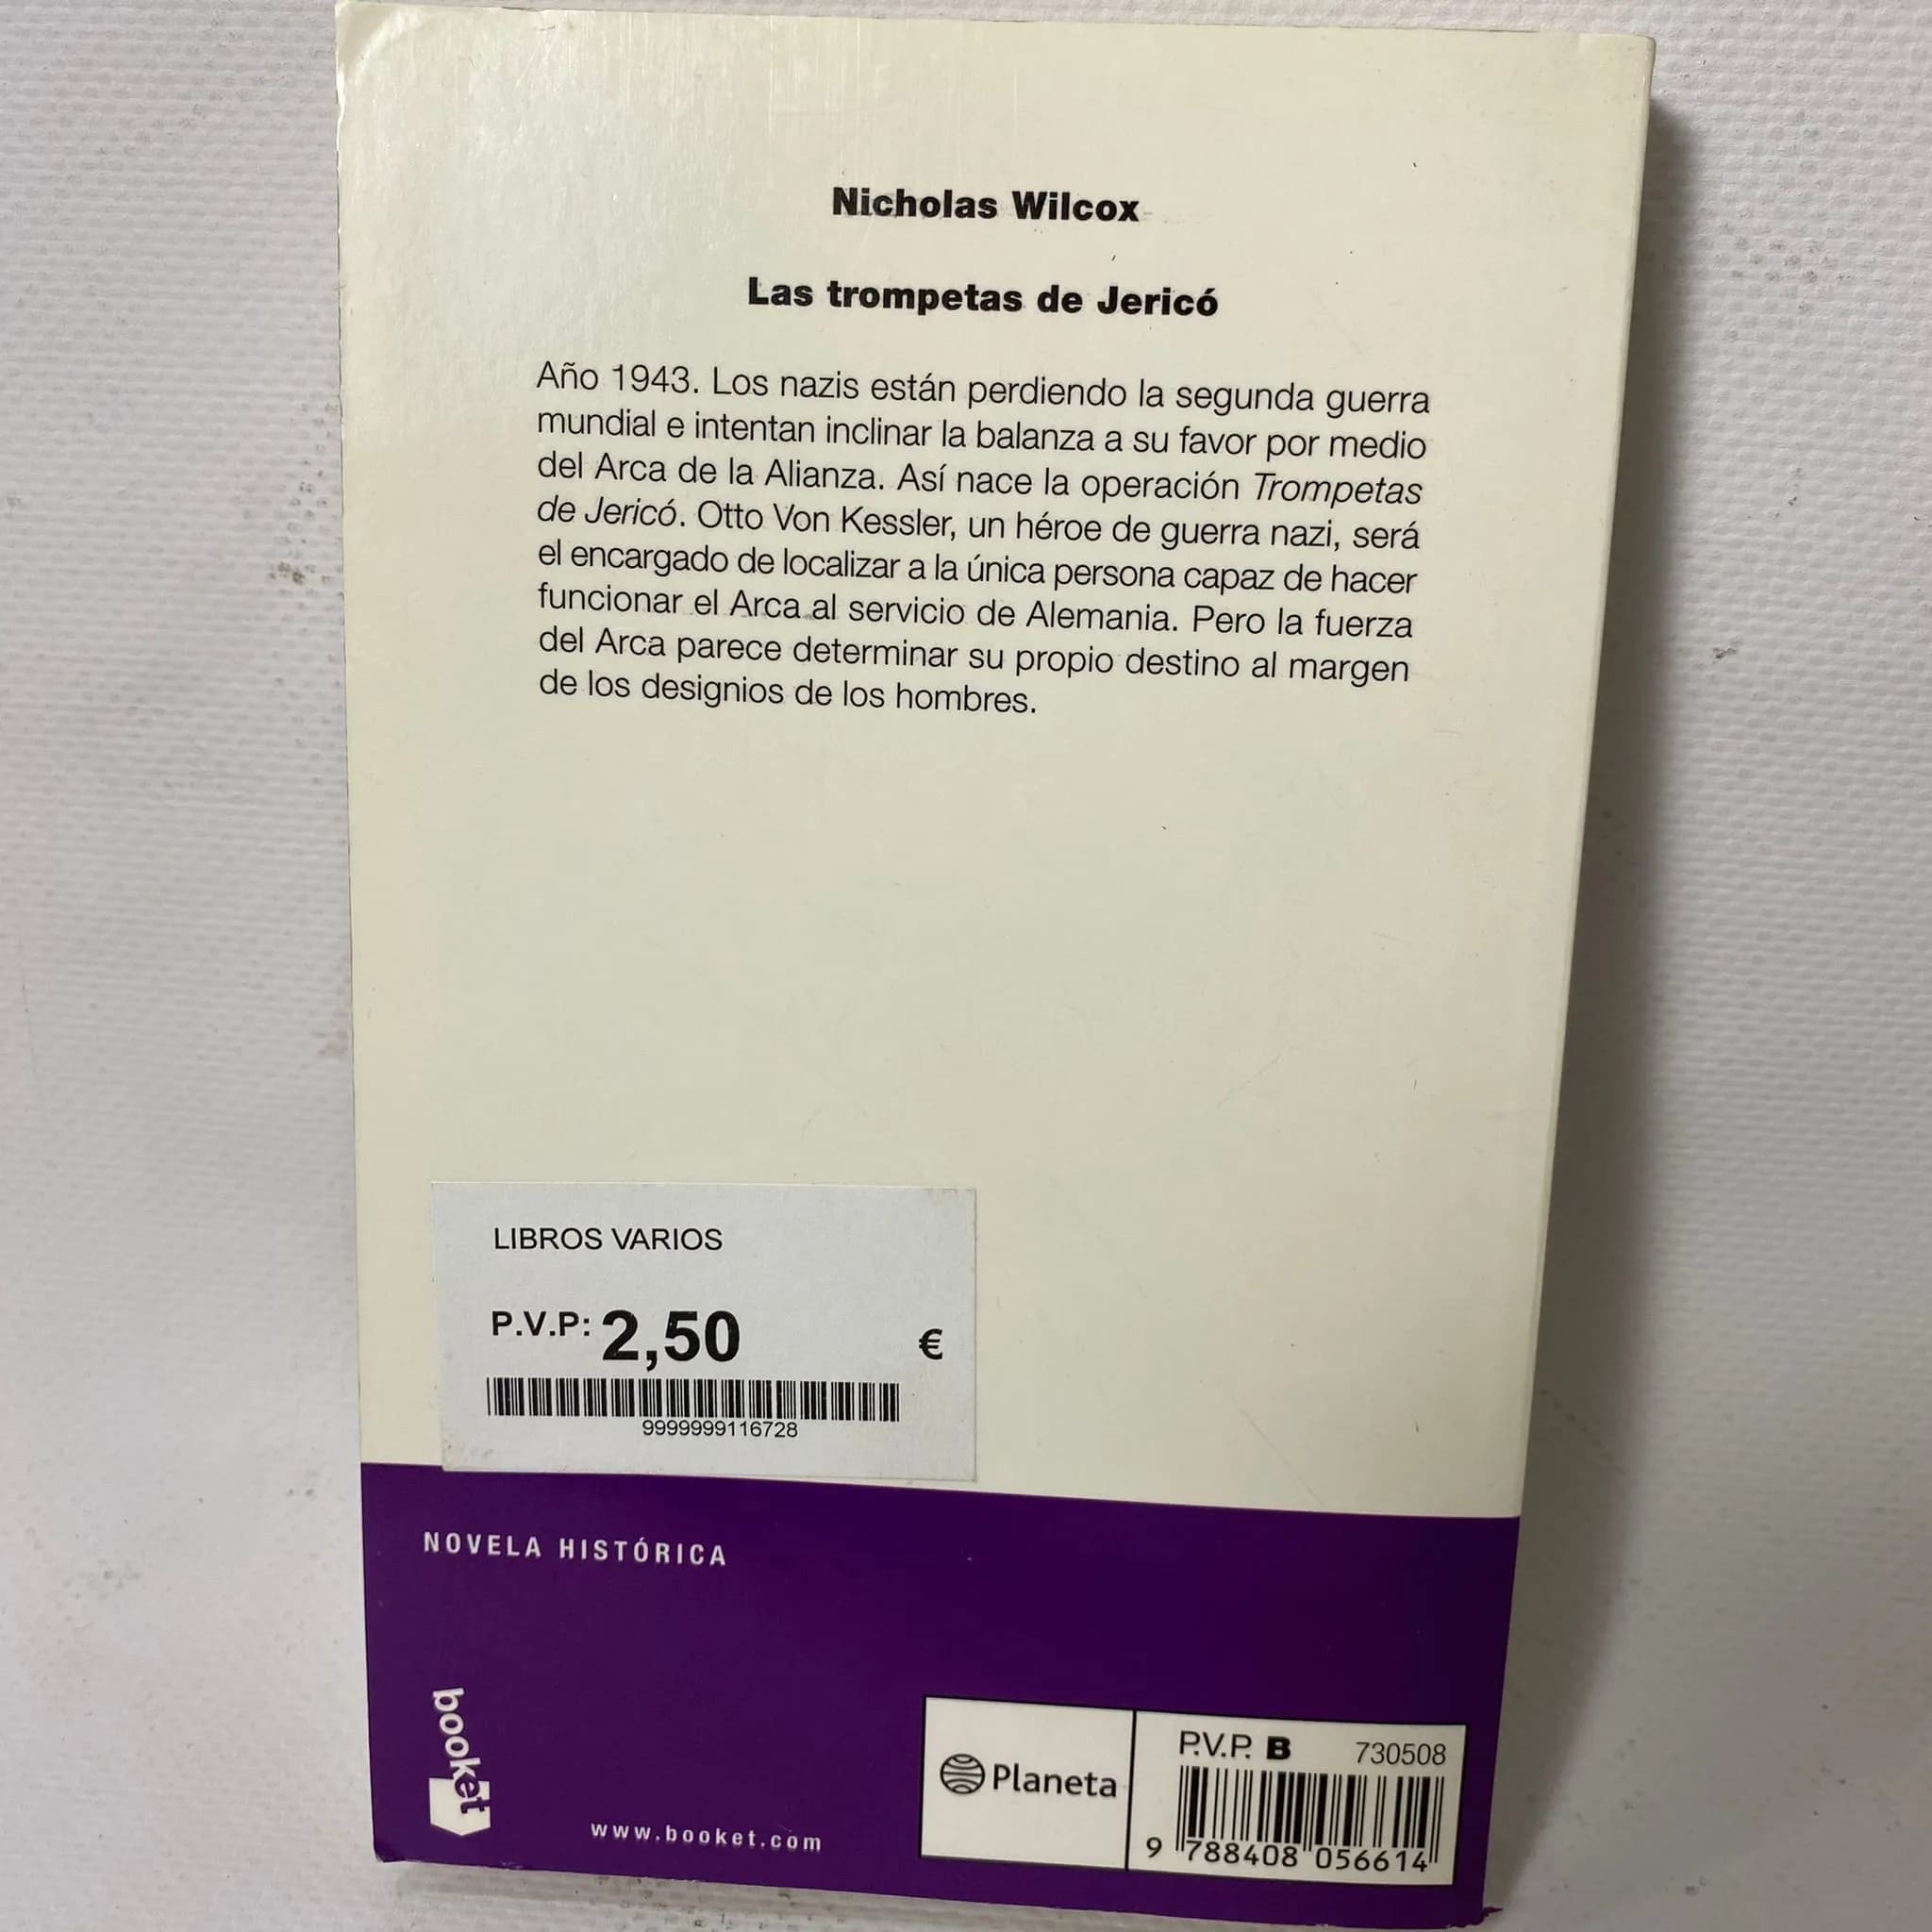 Nicholas Wilcox
Las trompetas de Jericó
Año 1943. Los nazis están perdiendo la segunda guerra
mundial e intentan inclinar la balanza a su favor por medio
del Arca de la Alianza. Así nace la operación Trompetas
de Jericó. Otto Von Kessler, un héroe de guerra nazi, será
el encargado de localizar a la única persona capaz de hacer
funcionar el Arca al servicio de Alemania. Pero la fuerza
del Arca parece determinar su propio destino al margen
de los designios de los hombres.
LIBROS VARIOS
P.V.P: 2,50 €
9999999116728
NOVELA HISTÓRICA
booket
www.booket.com
Planeta
P.V.P. B 730508
9 788408 056614